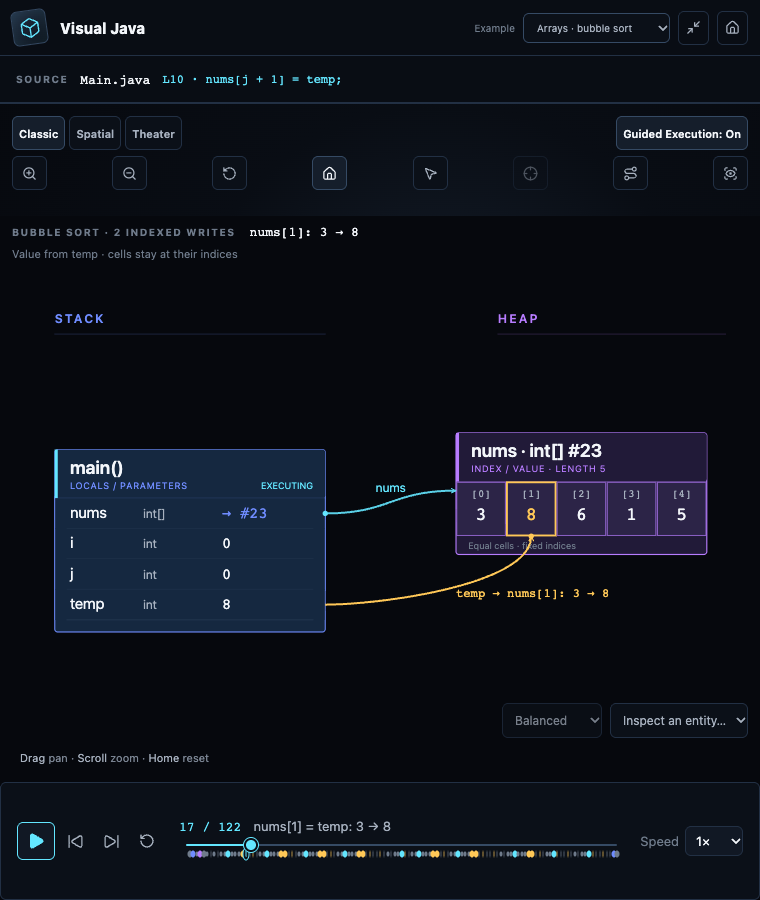 Visual Java
Example
Arrays · bubble sort
SOURCE Main.java L10 · nums[j + 1] = temp;
Classic Spatial Theater
Guided Execution: On
BUBBLE SORT · 2 INDEXED WRITES nums[1]: 3 → 8
Value from temp · cells stay at their indices
STACK
HEAP
main()
LOCALS / PARAMETERS EXECUTING
nums int[] → #23
i int 0
j int 0
temp int 8
nums
nums · int[] #23
INDEX / VALUE · LENGTH 5
[0] [1] [2] [3] [4]
3 8 6 1 5
Equal cells · fixed indices
temp → nums[1]: 3 → 8
Balanced
Inspect an entity...
Drag pan · Scroll zoom · Home reset
17 / 122 nums[1] = temp: 3 → 8
Speed 1×